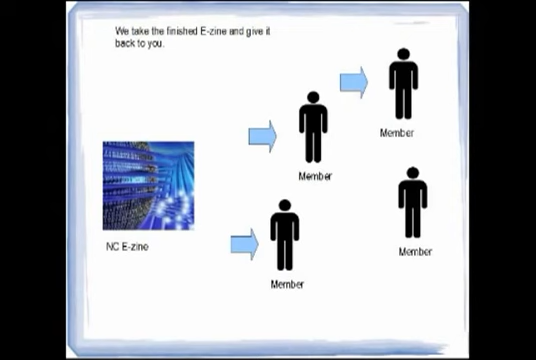 We take the finished E-zine and give it
back to you.
Member
Member
Member
NC E-zine
Member